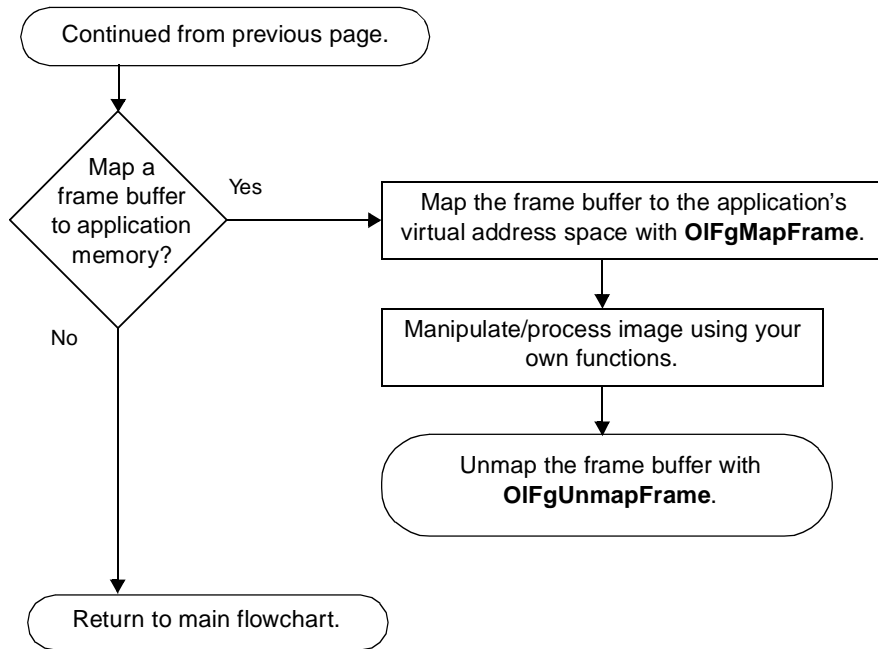 Continued from previous page.
Map a
frame buffer
to application
memory?
Yes
Map the frame buffer to the application’s
virtual address space with OlFgMapFrame.
No
Manipulate/process image using your
own functions.
Unmap the frame buffer with
OlFgUnmapFrame.
Return to main flowchart.